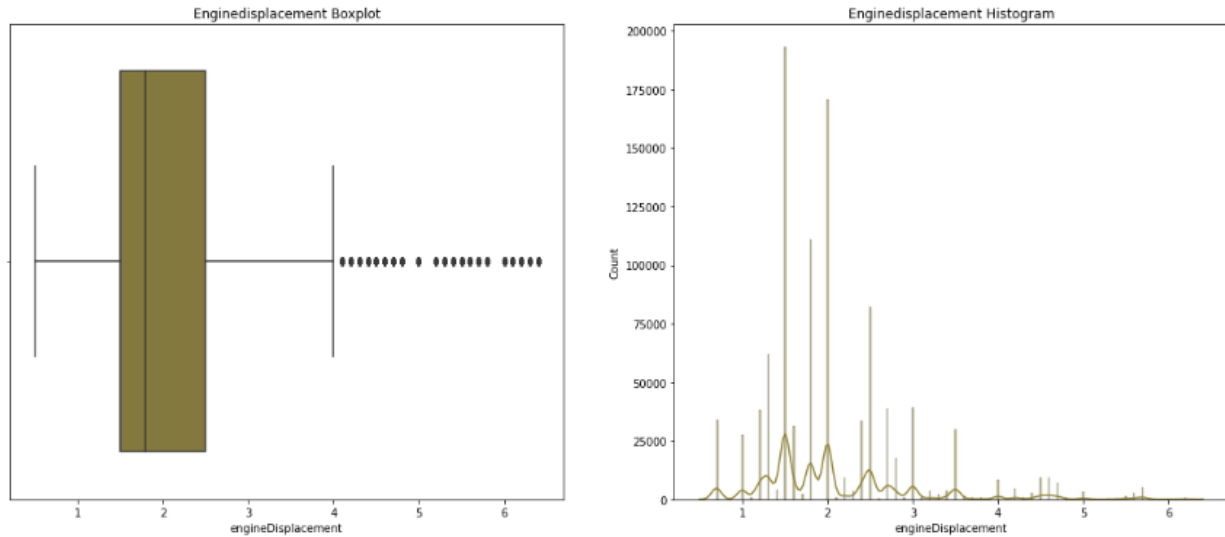 Enginedisplacement Boxplot
1 2 3 4 5 6
engineDisplacement
Enginedisplacement Histogram
200000
175000
150000
125000
100000
75000
50000
25000
0
Count
1 2 3 4 5 6
engineDisplacement